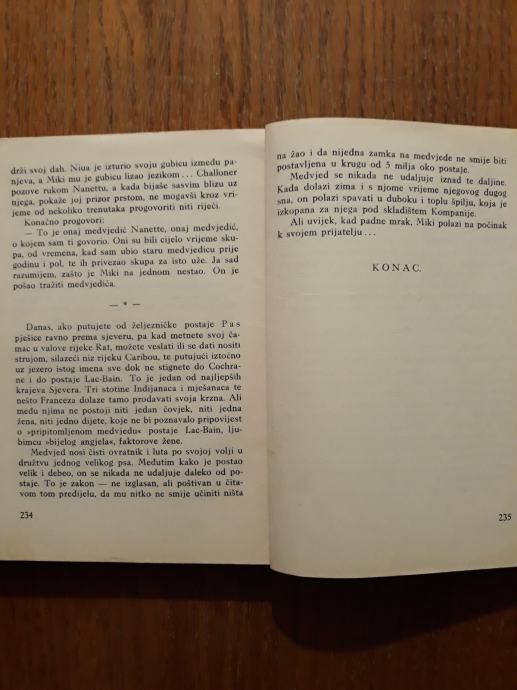 drži svoj dah. Niua je izturio svoju gubicu između pa-
njeva, a Miki mu je gubicu lizao jezikom... Challoner
pozove rukom Nanettu, a kada bijaše sasvim blizu uz
njega, pokaže joj prizor prstom, ne mogavši kroz vri-
jeme od nekoliko trenutaka progovoriti niti riječi.
Konačno progovori:
— To je onaj medvjedić Nanette, onaj medvjedić,
o kojem sam ti govorio. Oni su bili cijelo vrijeme sku-
pa, od vremena, kad sam ubio staru medvjedicu prije
godinu i pol, te ih privezao skupa za isto uže. Ja sad
razumijem, zašto je Miki na jednom nestao. On je
pošao tražiti medvjedića.
— * —
Danas, ako putujete od željezničke postaje Pas
pješice ravno prema sjeveru, pa kad metnete svoj ča-
mac u valove rijeke Rat, možete veslati ili se dati nositi
strujom, silazeći niz rijeku Caribou, te putujući iztočno
uz jezero istog imena sve dok ne stignete do Cochra-
ne i do postaje Lac-Bain. To je jedan od najljepših
krajeva Sjevera. Tri stotine Indijanaca i mješanaca te
nešto Franceza dolaze tamo prodavati svoja krzna. Ali
među njima ne postoji niti jedan čovjek, niti jedna
žena, niti jedno dijete, koje ne bi poznavalo pripovijest
o »pripitomljenom medvjedu« postaje Lac-Bain, lju-
bimcu »bijelog angjela«, faktorove žene.
Medvjed nosi čisti ovratnik i luta po svojoj volji u
društvu jednog velikog psa. Međutim kako je postao
velik i debeo, on se nikada ne udaljuje daleko od po-
staje. To je zakon — ne izglasan, ali poštivan u čita-
vom tom predijelu, da mu nitko ne smije učiniti ništa
234
na žao i da nijedna zamka na medvjede ne smije biti
postavljena u krugu od 5 milja oko postaje.
Medvjed se nikada ne udaljuje iznad te daljine.
Kada dolazi zima i s njome vrijeme njegovog dugog
sna, on polazi spavati u duboku i toplu špilju, koja je
izkopana za njega pod skladištem Kompanije.
Ali uvijek, kad padne mrak, Miki polazi na počinak
k svojem prijatelju...
KONAC.
235